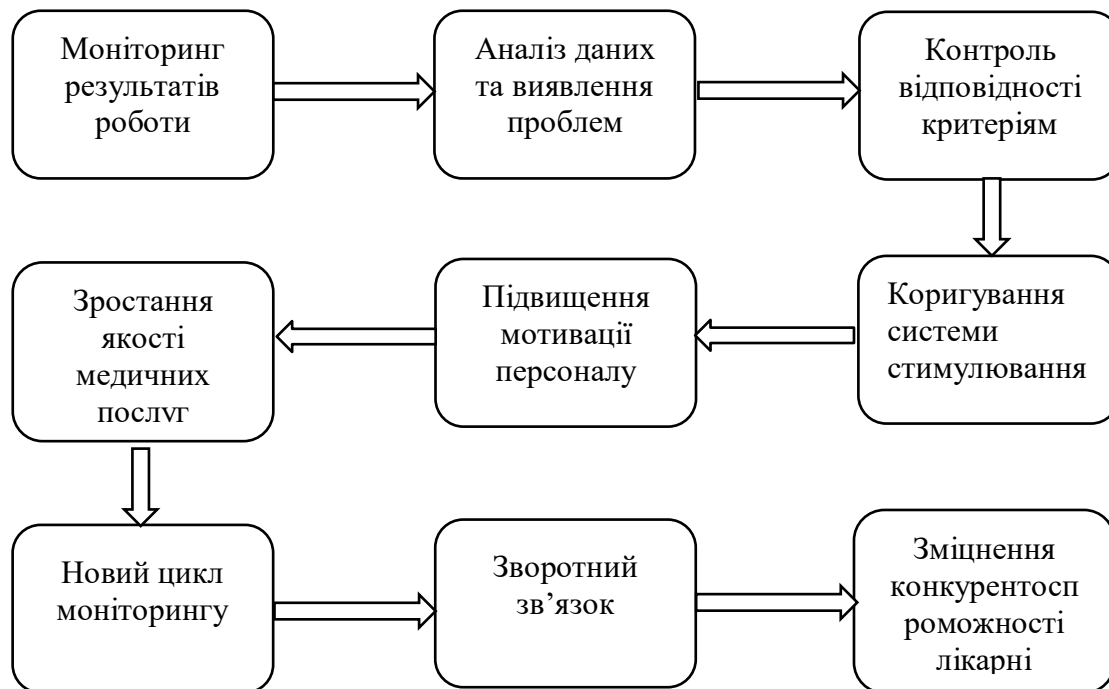 Моніторинг
результатів
роботи
Аналіз даних
та виявлення
проблем
Контроль
відповідності
критеріям
Коригування
системи
стимулювання
Підвищення
мотивації
персоналу
Зростання
якості
медичних
послуг
Новий цикл
моніторингу
Зворотний
зв’язок
Зміцнення
конкурентосп
роможності
лікарні